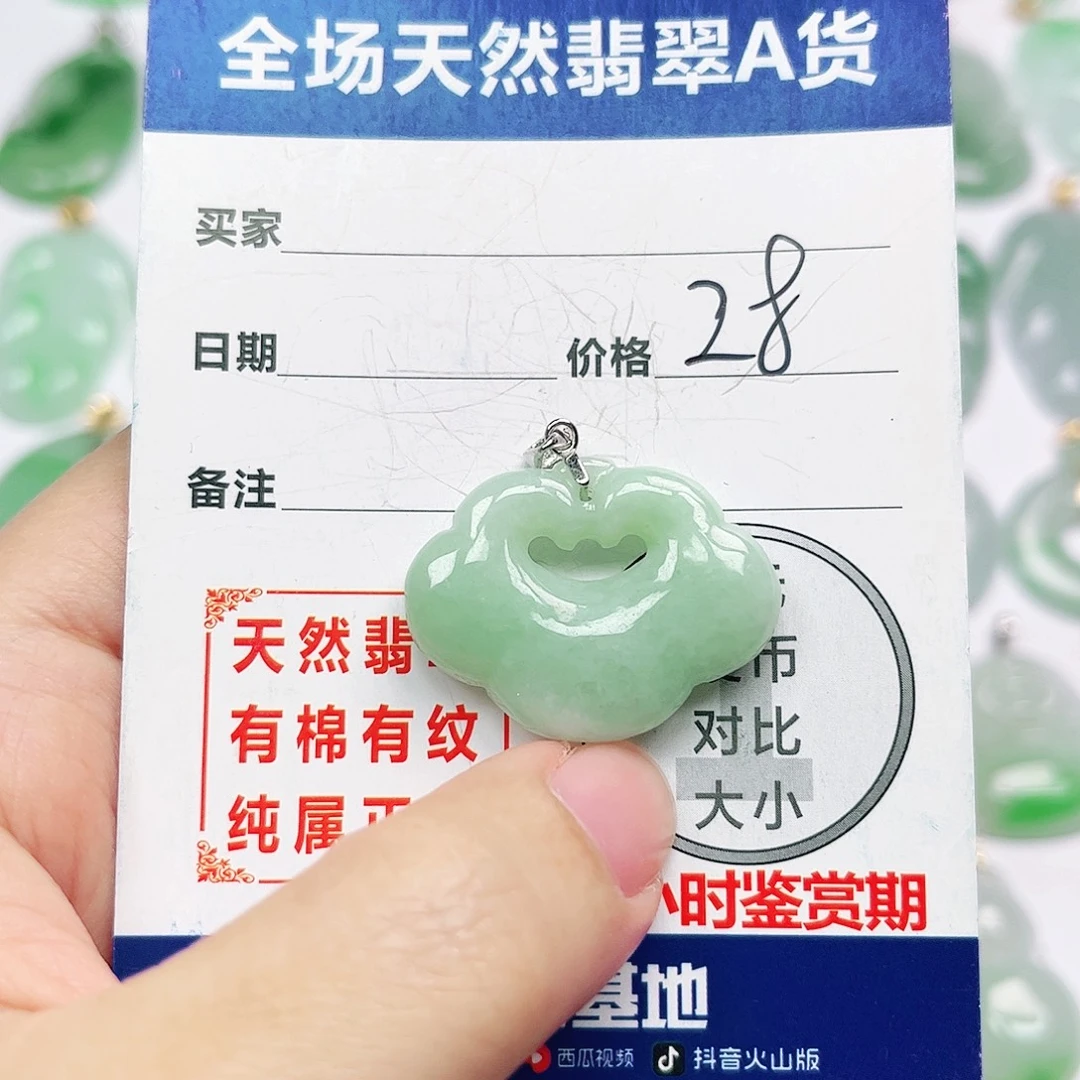 全场天然翡翠A货
买家
日期 价格 28
备注
天然翡
有棉有纹
纯属正
币
对比
大小
小时鉴赏期
基地
西瓜视频 抖音火山版